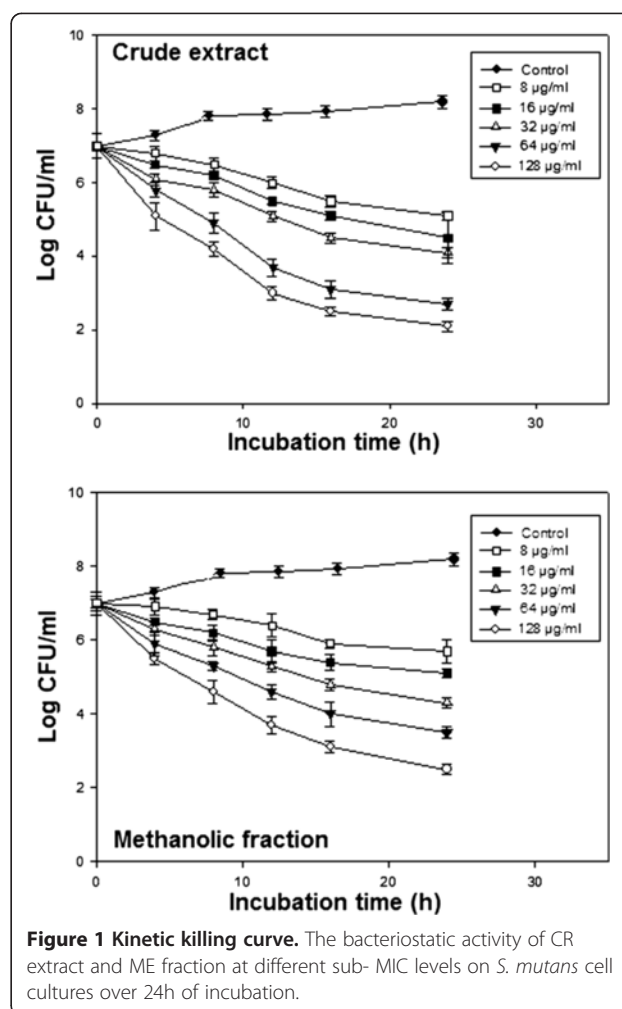 10
Crude extract
Control
8 µg/ml
16 µg/ml
32 µg/ml
64 µg/ml
128 µg/ml
8
6
4
2
0
10
20
30
Log CFU/ml
Incubation time (h)
10
Control
8 µg/ml
16 µg/ml
32 µg/ml
64 µg/ml
128 µg/ml
8
6
4
2
0
Log CFU/ml
Methanolic fraction
0
10
20
30
Incubation time (h)
Figure 1 Kinetic killing curve. The bacteriostatic activity of CR
extract and ME fraction at different sub- MIC levels on S. mutans cell
cultures over 24h of incubation.